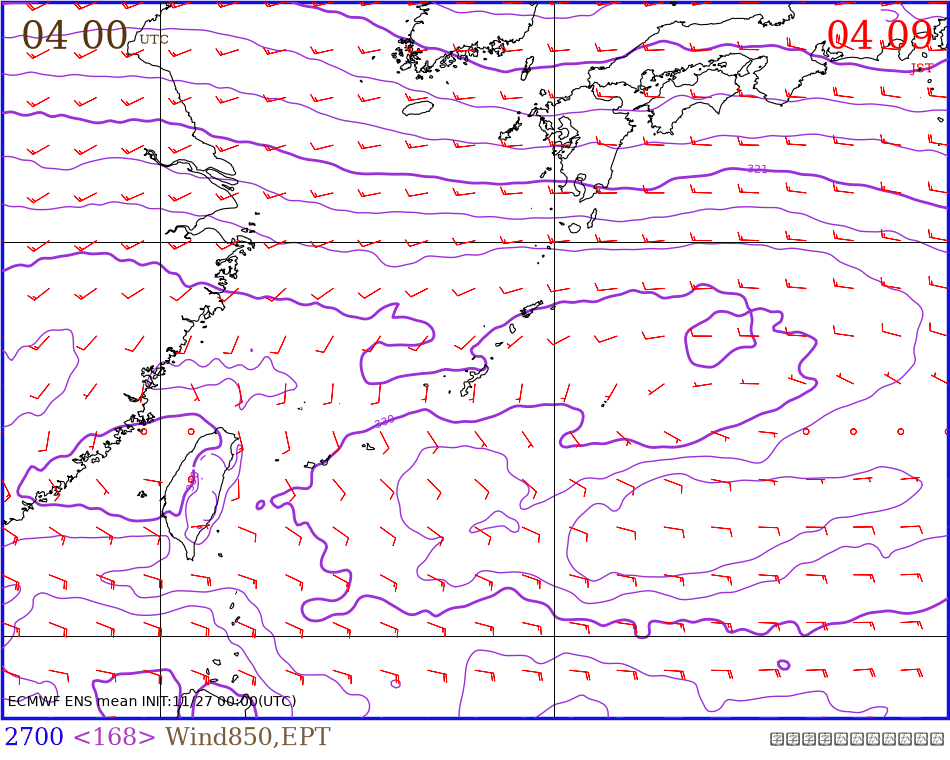 04 00 UTC
04 09
JST
321
330
ECMWF ENS mean INIT:11/27 00:00(UTC)
2700 <168> Wind850,EPT